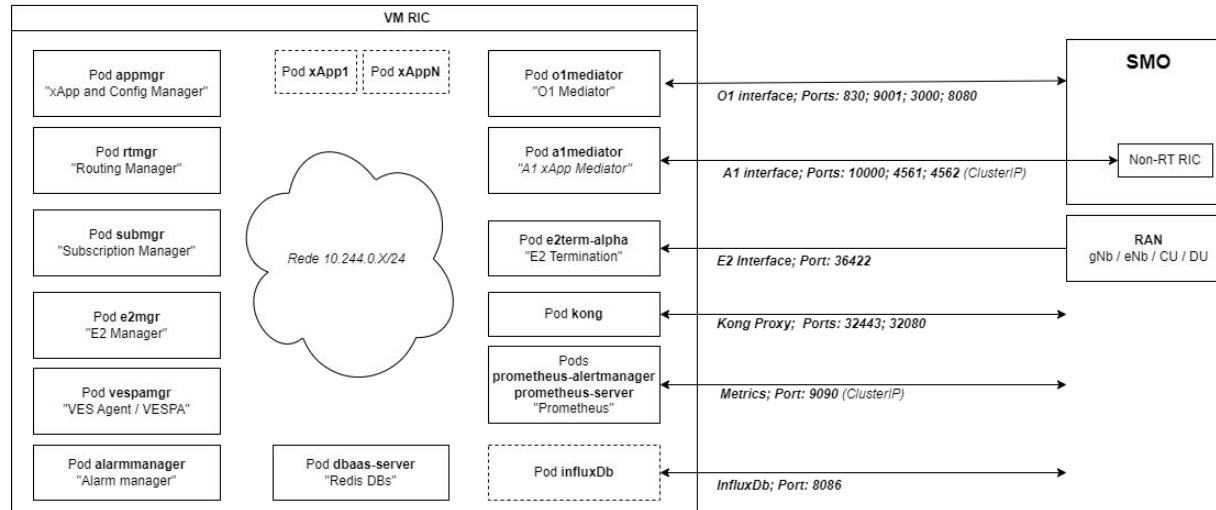 VM RIC
Pod appmgr
"xApp and Config Manager"
Pod rtmgr
"Routing Manager"
Pod submgr
"Subscription Manager"
Pod e2mgr
"E2 Manager"
Pod vespamgr
"VES Agent / VESPA"
Pod alarmmanager
"Alarm manager"
Pod xApp1
Pod xAppN
Rede 10.244.0.X/24
Pod dbaas-server
"Redis DBs"
Pod o1mediator
"O1 Mediator"
Pod a1mediator
"A1 xApp Mediator"
Pod e2term-alpha
"E2 Termination"
Pod kong
Pods
prometheus-alertmanager
prometheus-server
"Prometheus"
Pod influxDb
O1 interface; Ports: 830; 9001; 3000; 8080
A1 interface; Ports: 10000; 4561; 4562 (ClusterIP)
E2 Interface; Port: 36422
Kong Proxy; Ports: 32443; 32080
Metrics; Port: 9090 (ClusterIP)
InfluxDb; Port: 8086
SMO
Non-RT RIC
RAN
gNb / eNb / CU / DU